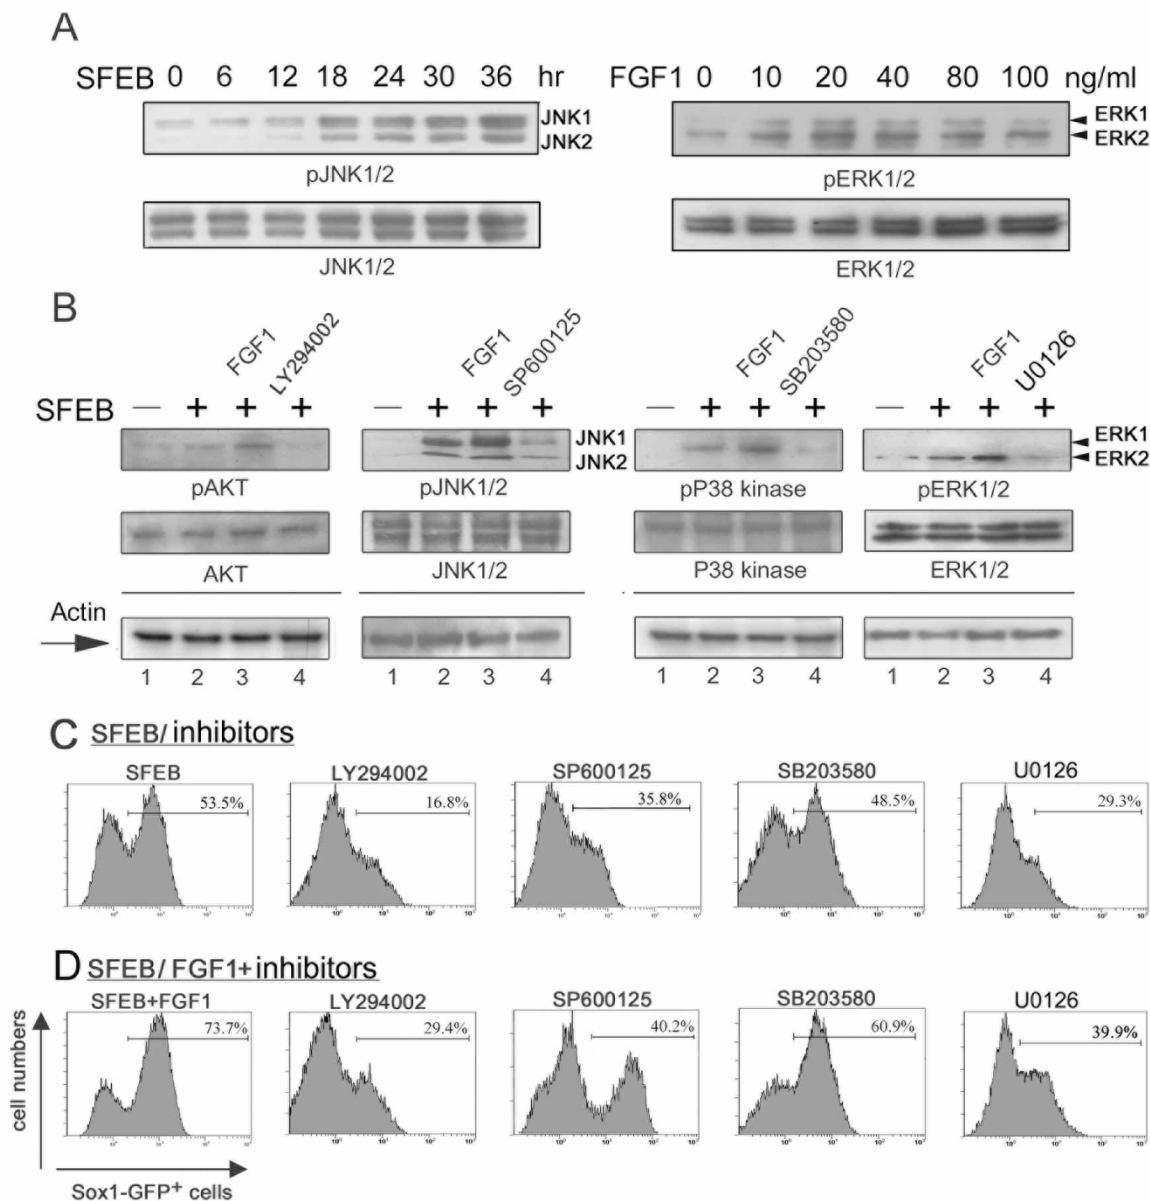 A
SFEB 0 6 12 18 24 30 36 hr
JNK1
JNK2
pJNK1/2
JNK1/2
FGF1 0 10 20 40 80 100 ng/ml
ERK1
ERK2
pERK1/2
ERK1/2
B
FGF1 LY294002 FGF1 SP600125 FGF1 SB203580 FGF1 U0126
SFEB — + + + — + + + — + + + — + + +
JNK1 ERK1
JNK2 ERK2
pAKT pJNK1/2 pP38 kinase pERK1/2
AKT JNK1/2 P38 kinase ERK1/2
Actin
1 2 3 4 1 2 3 4 1 2 3 4 1 2 3 4
C SFEB/ inhibitors
SFEB LY294002 SP600125 SB203580 U0126
53.5% 16.8% 35.8% 48.5% 29.3%
D SFEB/ FGF1+ inhibitors
SFEB+FGF1 LY294002 SP600125 SB203580 U0126
73.7% 29.4% 40.2% 60.9% 39.9%
cell numbers
Sox1-GFP⁺ cells